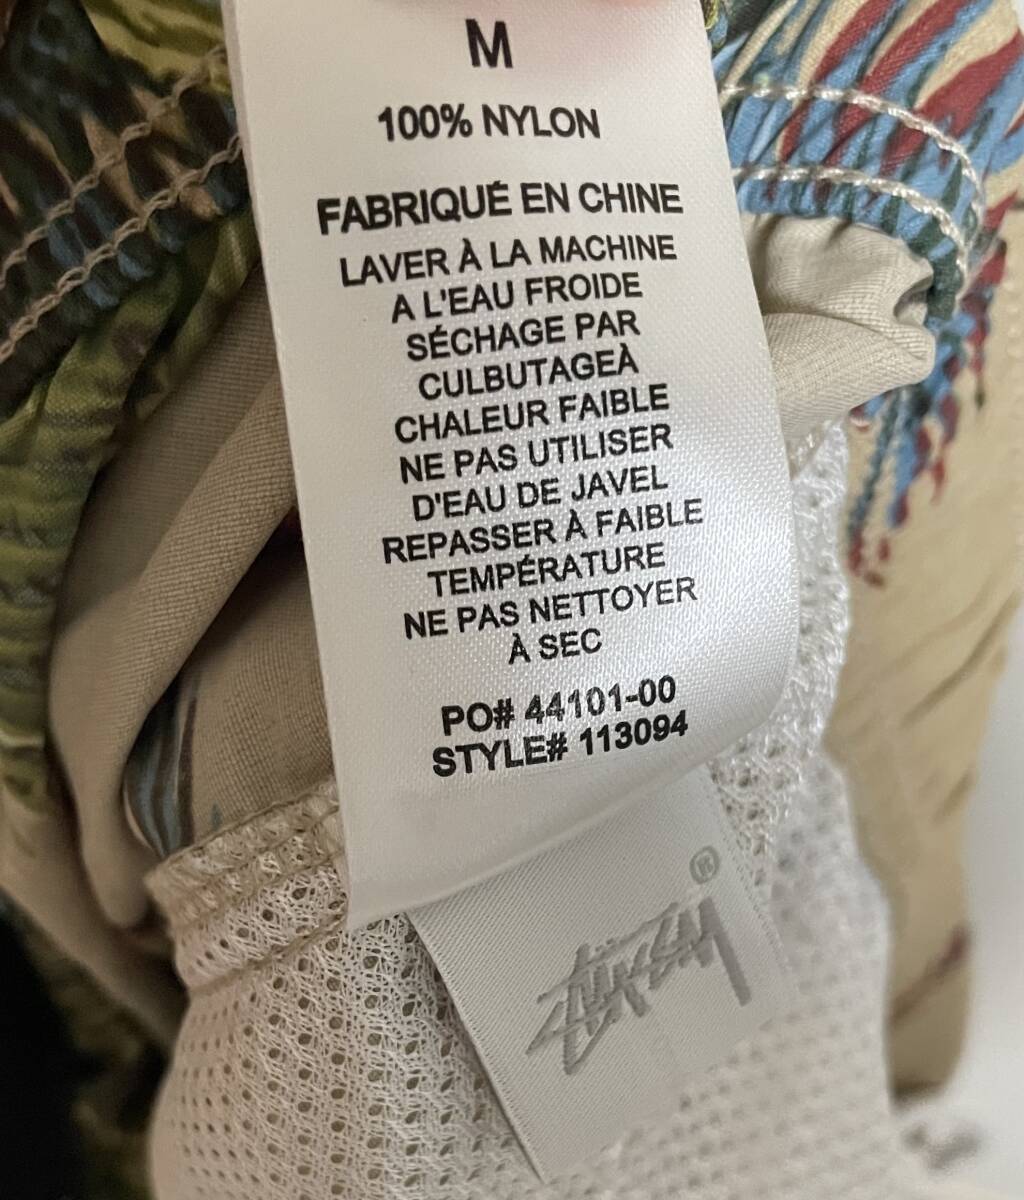 M
100% NYLON
FABRIQUÉ EN CHINE
LAVER À LA MACHINE
A L'EAU FROIDE
SÉCHAGE PAR
CULBUTAGEÀ
CHALEUR FAIBLE
NE PAS UTILISER
D'EAU DE JAVEL
REPASSER À FAIBLE
TEMPÉRATURE
NE PAS NETTOYER
À SEC
PO# 44101-00
STYLE# 113094
STÜSSY®